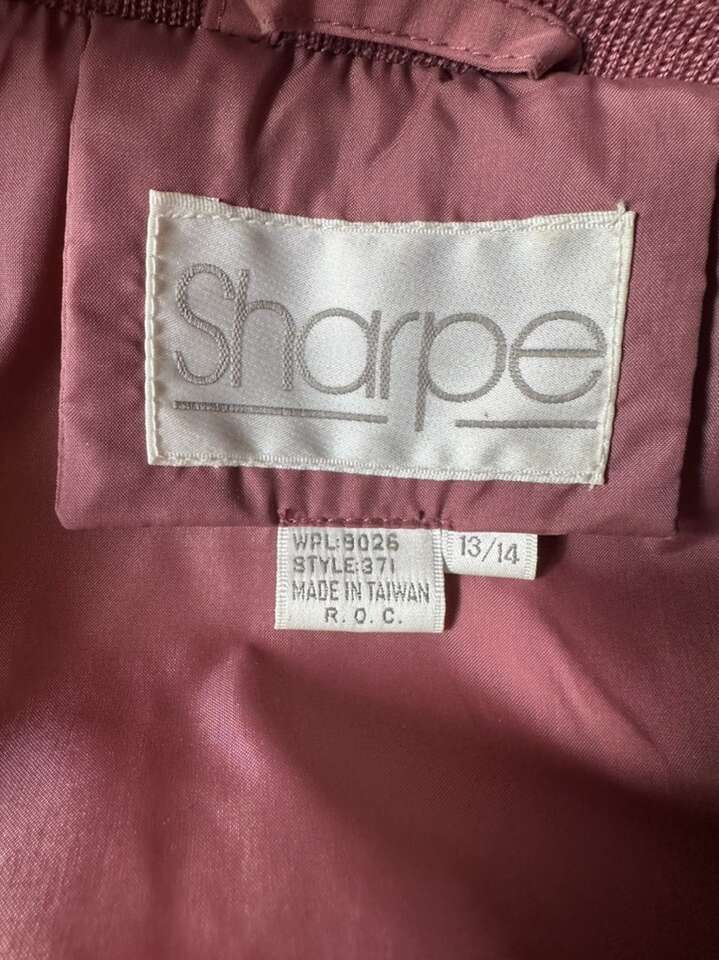 Sharpe
WPL:9026
STYLE:371
MADE IN TAIWAN
R. O. C.
13/14